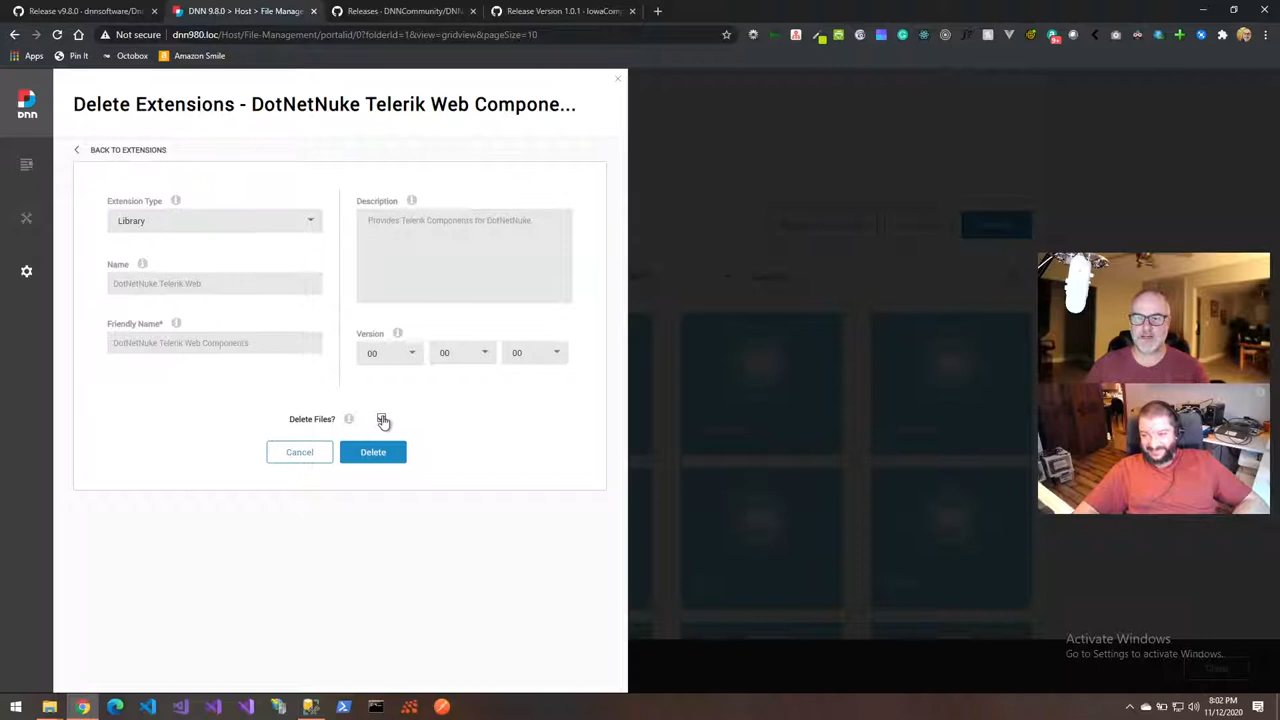 Release v9.8.0 · dnnsoftware/Dn
DNN 9.8.0 > Host > File Manage
Releases · DNNCommunity/DNN
Release Version 1.0.1 · IowaComp
Not secure
dnn980.loc/Host/File-Management/portalid/0?folderId=1&view=gridview&pageSize=10
Apps
Pin It
Octobox
Amazon Smile
DNN
Delete Extensions - DotNetNuke Telerik Web Compone...
BACK TO EXTENSIONS
Extension Type
Library
Name
DotNetNuke.Telerik.Web
Friendly Name*
DotNetNuke Telerik Web Components
Description
Provides Telerik Components for DotNetNuke.
Version
00
00
00
Delete Files?
Cancel
Delete
Activate Windows
Go to Settings to activate Windows.
Close
8:02 PM
11/12/2020